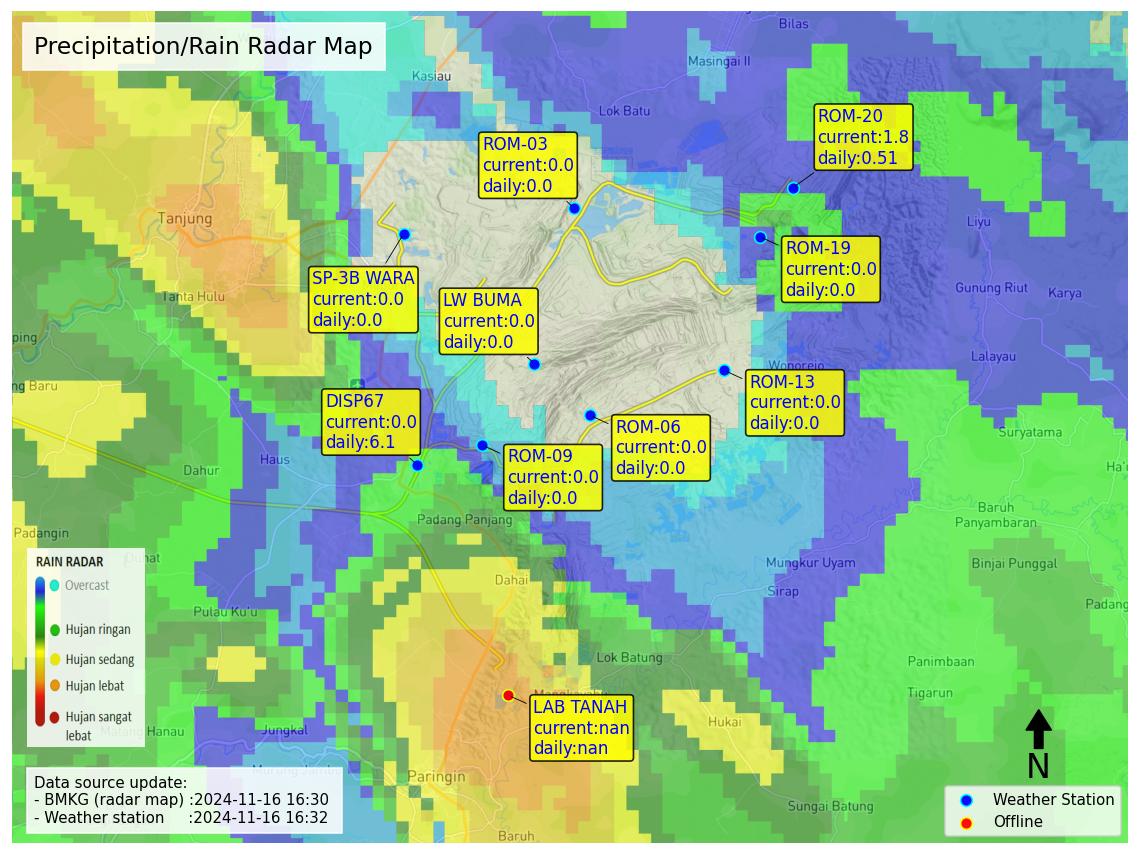 Precipitation/Rain Radar Map
Bilas
Masingai II
Kasiau
Lok Batu
ROM-20
current:1.8
daily:0.51
ROM-03
current:0.0
daily:0.0
Tanjung
Liyu
ROM-19
current:0.0
daily:0.0
SP-3B WARA
current:0.0
daily:0.0
LW BUMA
current:0.0
daily:0.0
Tanta Hulu
Gunung Riut
Karya
ping
Lalayau
Wonorejo
ng Baru
ROM-13
current:0.0
daily:0.0
DISP67
current:0.0
daily:6.1
ROM-06
current:0.0
daily:0.0
Suryatama
ROM-09
current:0.0
daily:0.0
Haus
Dahur
Ha'u
Baruh
Panyambaran
Padang Panjang
Padangin
Mungkur Uyam
Binjai Punggal
Dahai
Sirap
Padang
Pulau Ku'u
RAIN RADAR
Overcast
Hujan ringan
Hujan sedang
Hujan lebat
Hujan sangat
lebat
Lok Batung
Panimbaan
Tigarun
LAB TANAH
current:nan
daily:nan
Hukai
Jungkal
Manau
Paringin
Sungai Batung
Baruh
Data source update:
- BMKG (radar map) :2024-11-16 16:30
- Weather station :2024-11-16 16:32
N
Weather Station
Offline